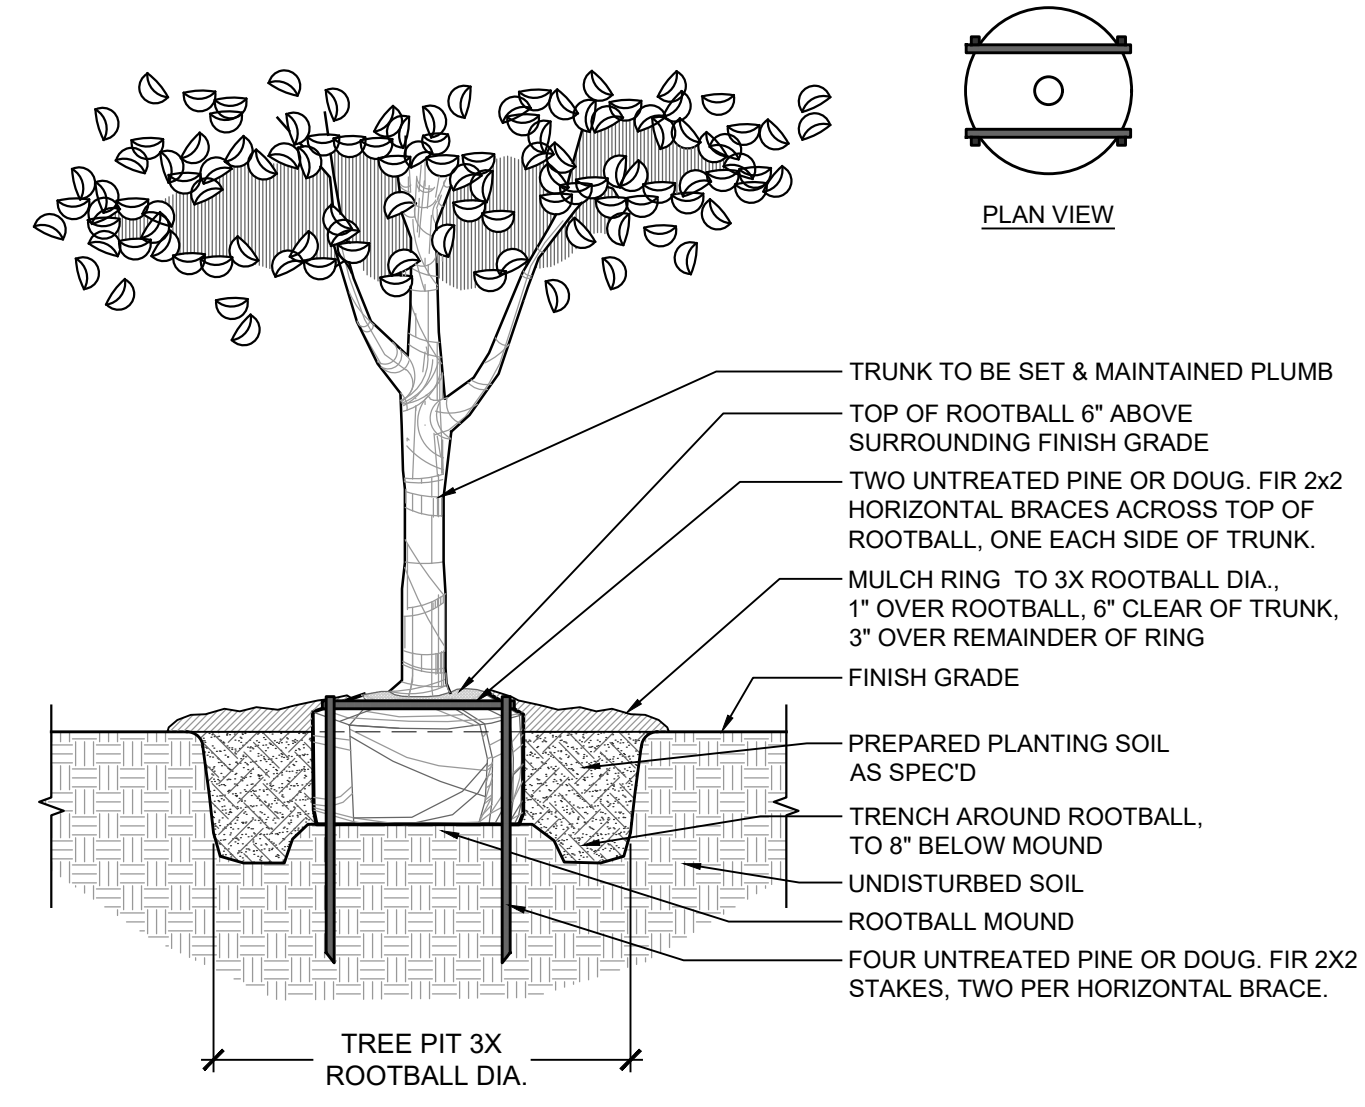 PLAN VIEW
TRUNK TO BE SET & MAINTAINED PLUMB
TOP OF ROOTBALL 6" ABOVE
SURROUNDING FINISH GRADE
TWO UNTREATED PINE OR DOUG. FIR 2x2
HORIZONTAL BRACES ACROSS TOP OF
ROOTBALL, ONE EACH SIDE OF TRUNK.
MULCH RING TO 3X ROOTBALL DIA.,
1" OVER ROOTBALL, 6" CLEAR OF TRUNK,
3" OVER REMAINDER OF RING
FINISH GRADE
PREPARED PLANTING SOIL
AS SPEC'D
TRENCH AROUND ROOTBALL,
TO 8" BELOW MOUND
UNDISTURBED SOIL
ROOTBALL MOUND
FOUR UNTREATED PINE OR DOUG. FIR 2X2
STAKES, TWO PER HORIZONTAL BRACE.
TREE PIT 3X
ROOTBALL DIA.